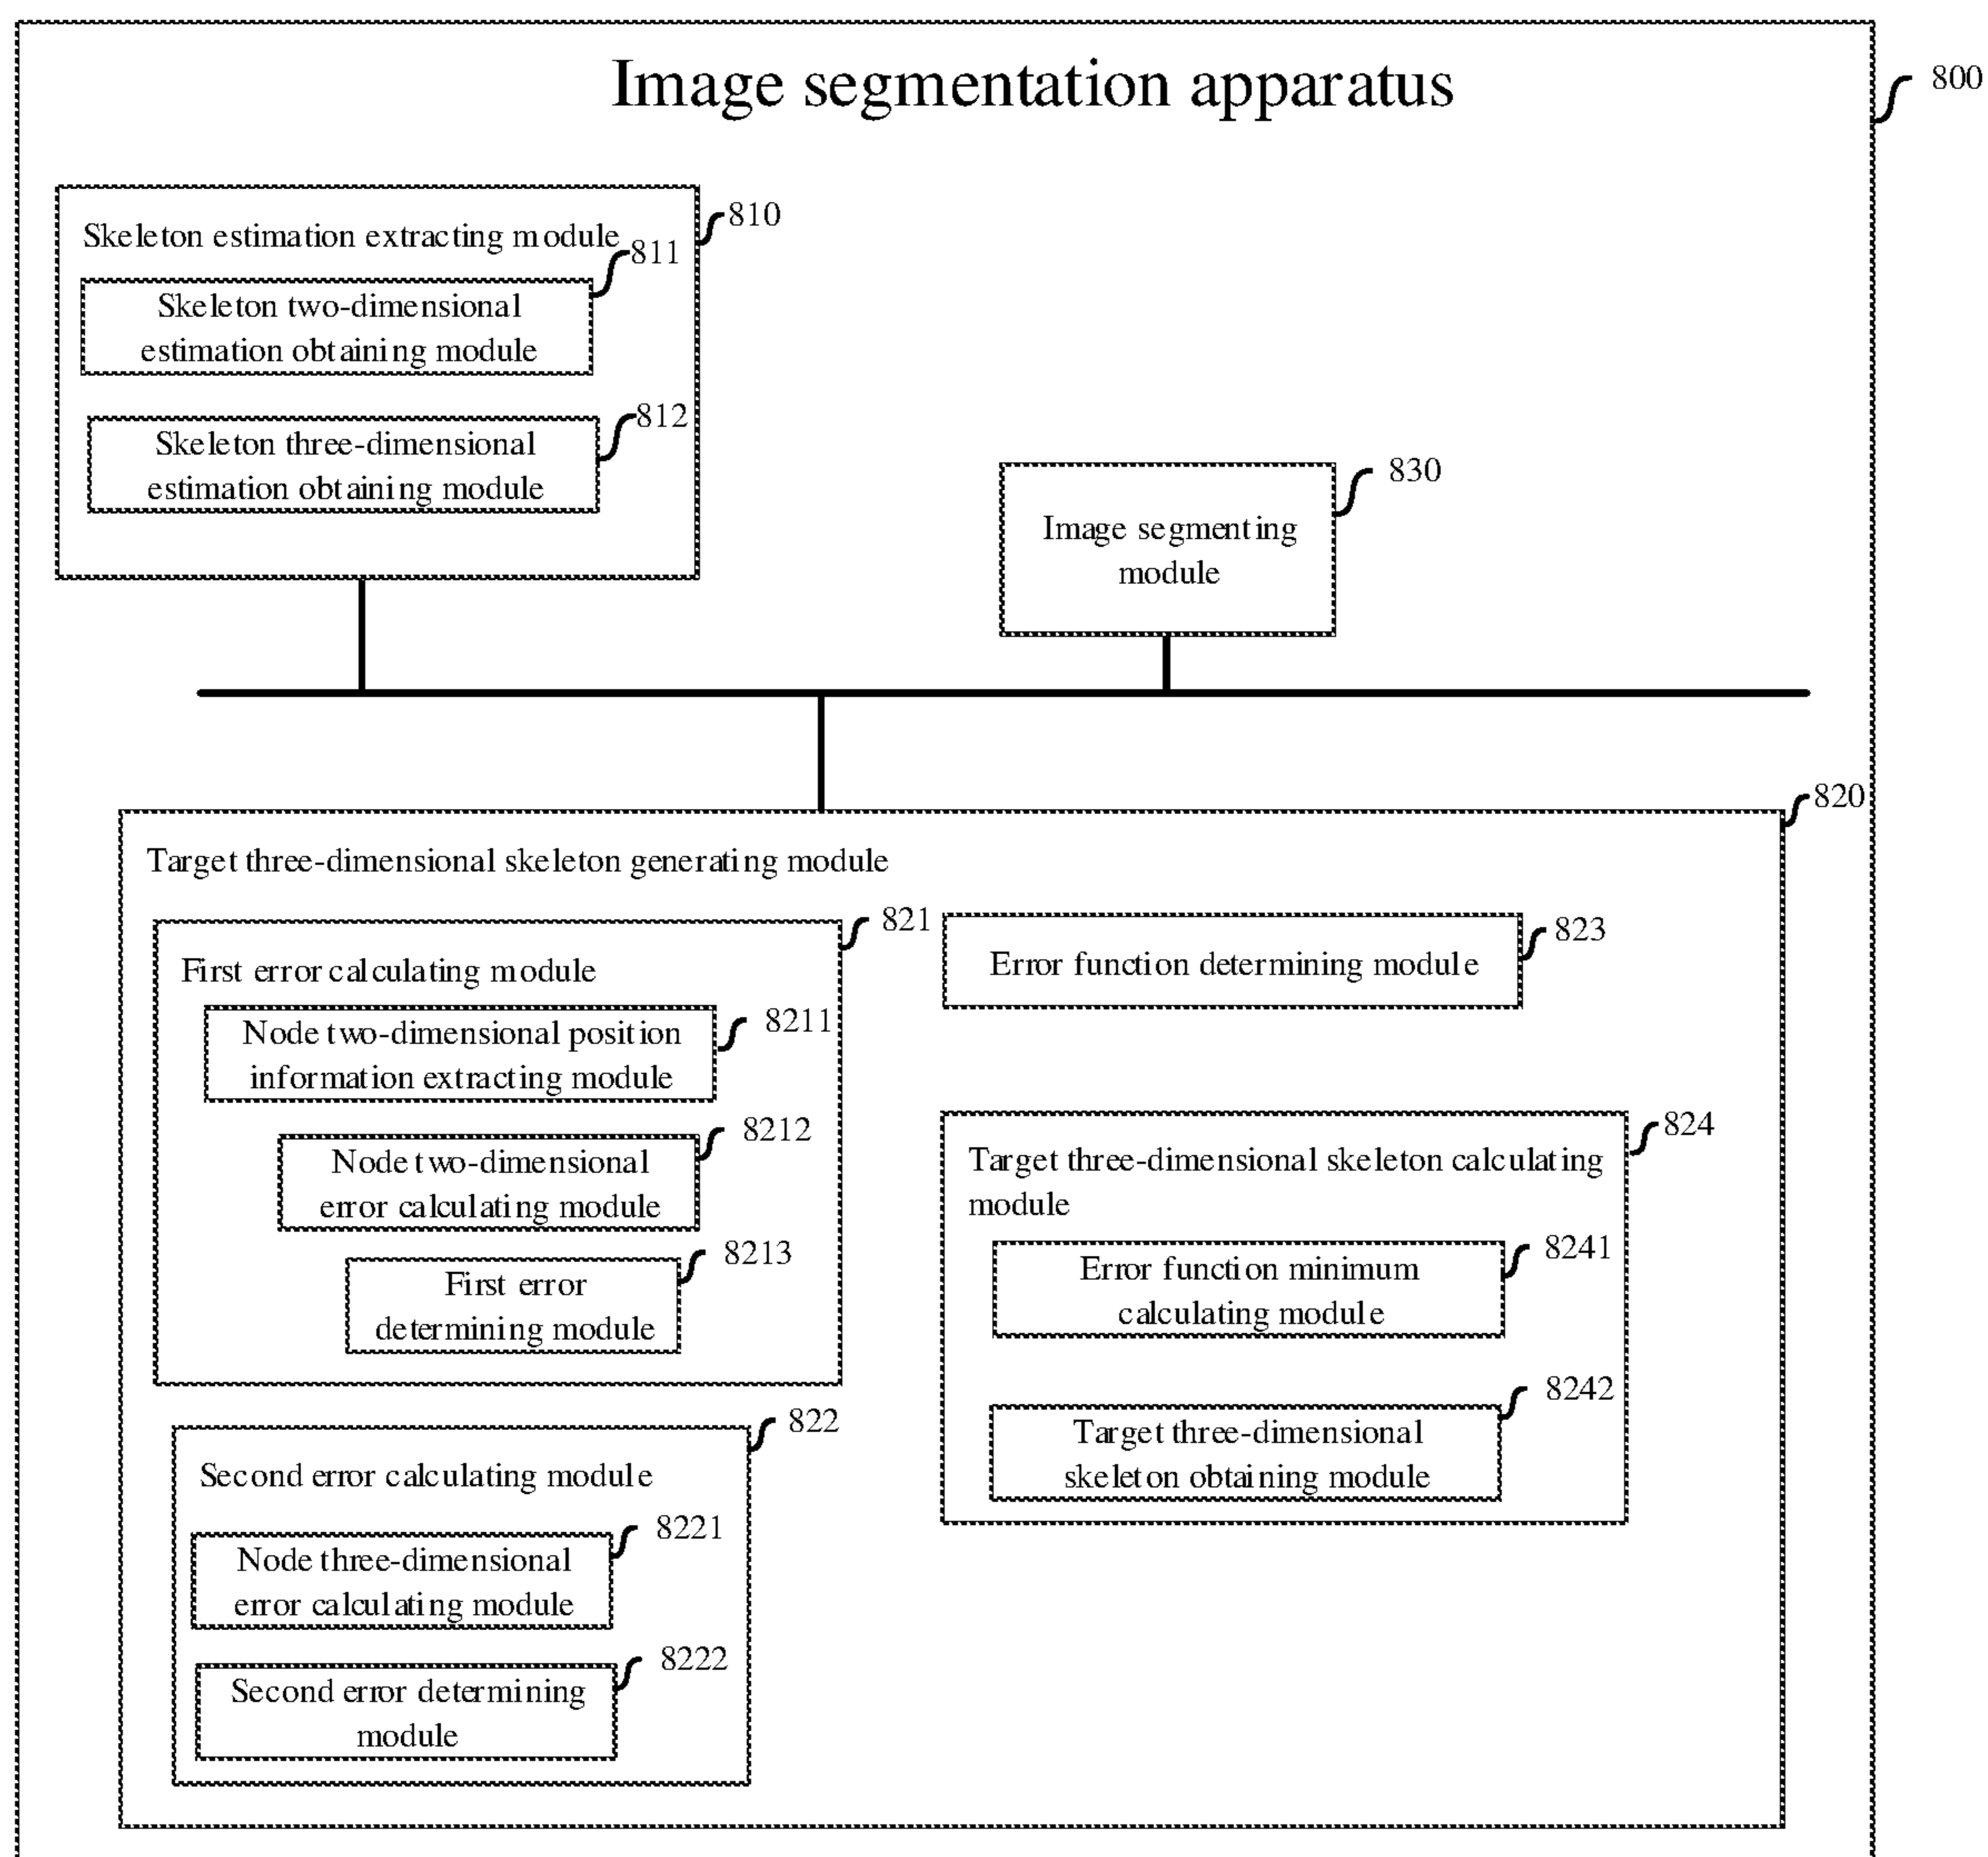 Image segmentation apparatus
800
Skeleton estimation extracting module
810
811
Skeleton two-dimensional
estimation obtaining module
812
Skeleton three-dimensional
estimation obtaining module
830
Image segmenting
module
820
Target three-dimensional skeleton generating module
821
First error calculating module
8211
Node two-dimensional position
information extracting module
8212
Node two-dimensional
error calculating module
8213
First error
determining module
822
Second error calculating module
8221
Node three-dimensional
error calculating module
8222
Second error determining
module
823
Error function determining module
824
Target three-dimensional skeleton calculating
module
8241
Error function minimum
calculating module
8242
Target three-dimensional
skeleton obtaining module